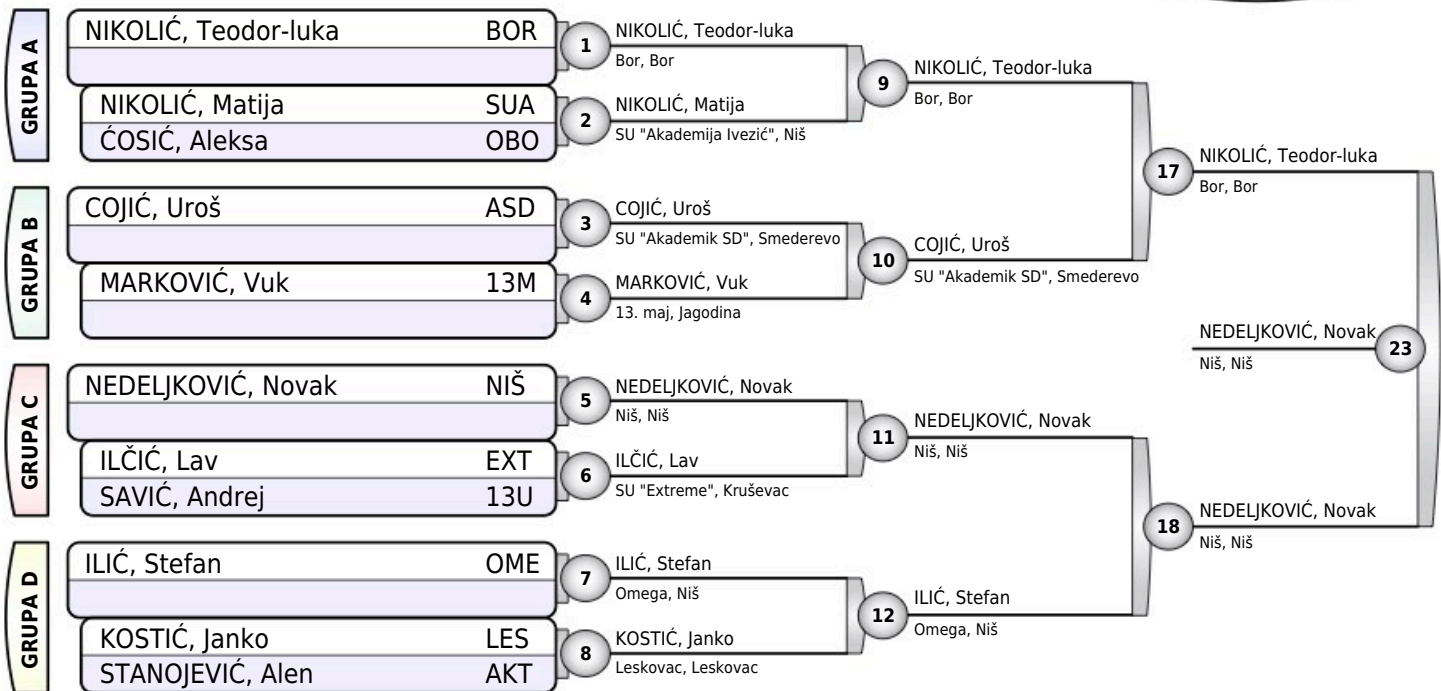 GRUPA A
NIKOLIĆ, Teodor-luka BOR
NIKOLIĆ, Matija SUA
ĆOSIĆ, Aleksa OBO
1
NIKOLIĆ, Teodor-luka
Bor, Bor
2
NIKOLIĆ, Matija
SU "Akademija Ivezić", Niš
9
NIKOLIĆ, Teodor-luka
Bor, Bor
GRUPA B
COJIĆ, Uroš ASD
MARKOVIĆ, Vuk 13M
3
COJIĆ, Uroš
SU "Akademik SD", Smederevo
4
MARKOVIĆ, Vuk
13. maj, Jagodina
10
COJIĆ, Uroš
SU "Akademik SD", Smederevo
17
NIKOLIĆ, Teodor-luka
Bor, Bor
GRUPA C
NEDELJKOVIĆ, Novak NIŠ
ILČIĆ, Lav EXT
SAVIĆ, Andrej 13U
5
NEDELJKOVIĆ, Novak
Niš, Niš
6
ILČIĆ, Lav
SU "Extreme", Kruševac
11
NEDELJKOVIĆ, Novak
Niš, Niš
GRUPA D
ILIĆ, Stefan OME
KOSTIĆ, Janko LES
STANOJEVIĆ, Alen AKT
7
ILIĆ, Stefan
Omega, Niš
8
KOSTIĆ, Janko
Leskovac, Leskovac
12
ILIĆ, Stefan
Omega, Niš
18
NEDELJKOVIĆ, Novak
Niš, Niš
NEDELJKOVIĆ, Novak
Niš, Niš
23